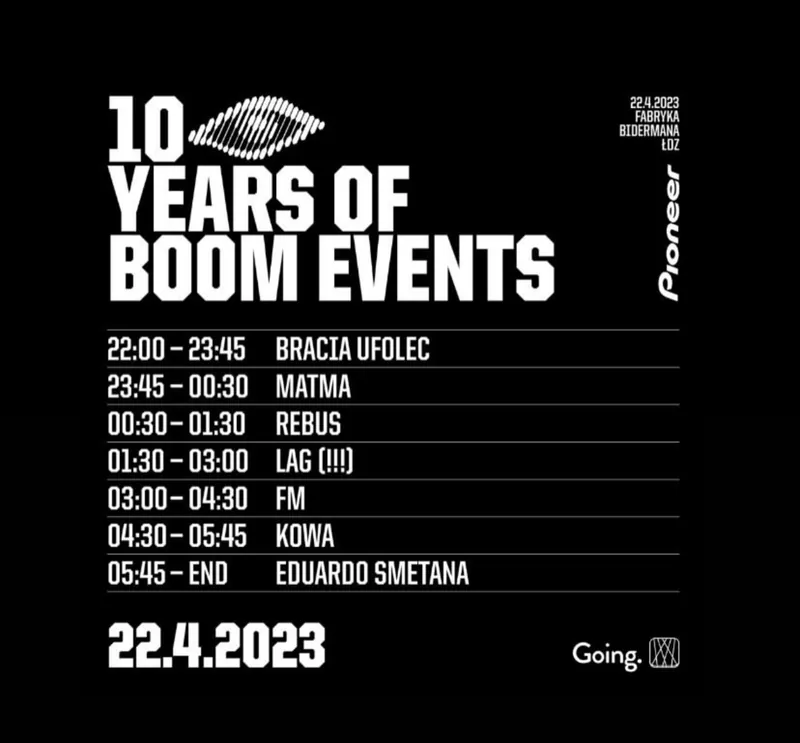 10
YEARS OF
BOOM EVENTS
22.4.2023
FABRYKA
BIDERMANA
ŁDZ
Pioneer
22:00 – 23:45 BRACIA UFOLEC
23:45 – 00:30 MATMA
00:30 – 01:30 REBUS
01:30 – 03:00 LAG (!!!)
03:00 – 04:30 FM
04:30 – 05:45 KOWA
05:45 – END EDUARDO SMETANA
22.4.2023
Going.